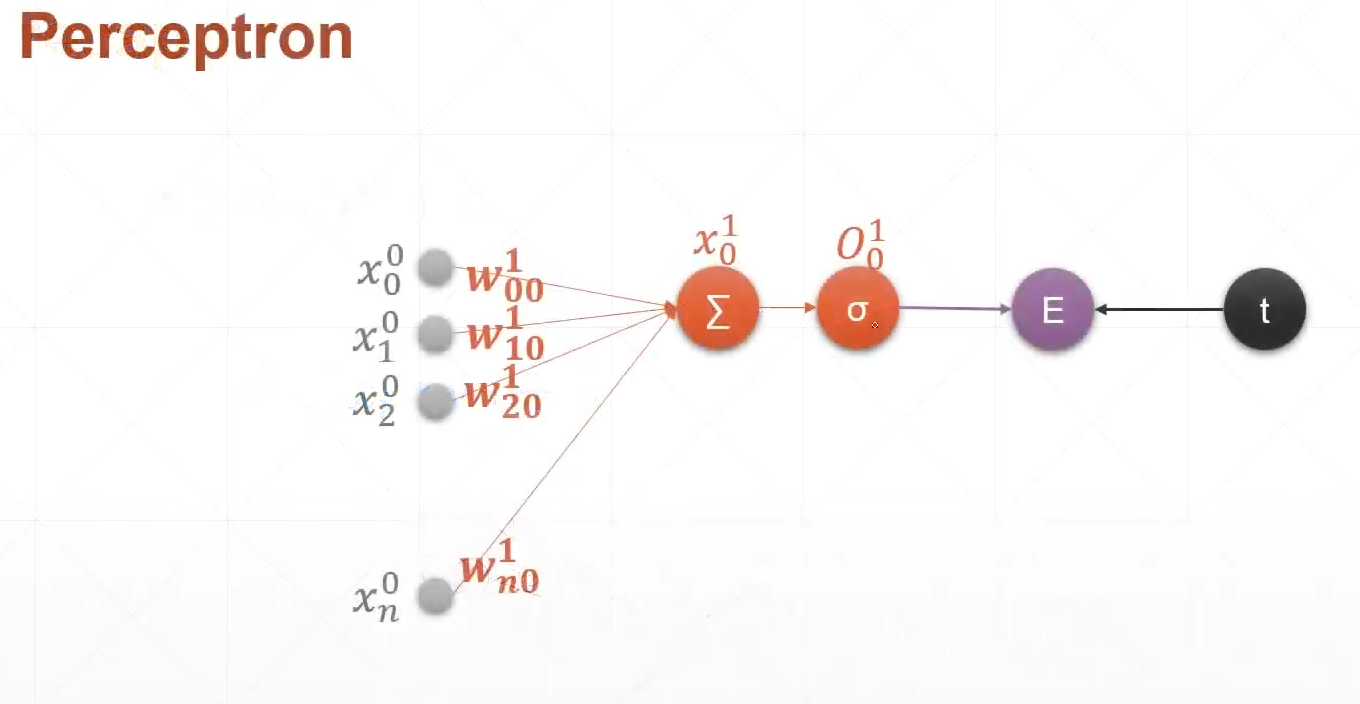 Perceptron
x_0^0 w_{00}^1
x_1^0 w_{10}^1
x_2^0 w_{20}^1
x_n^0 w_{n0}^1
x_0^1 O_0^1
∑ σ E t